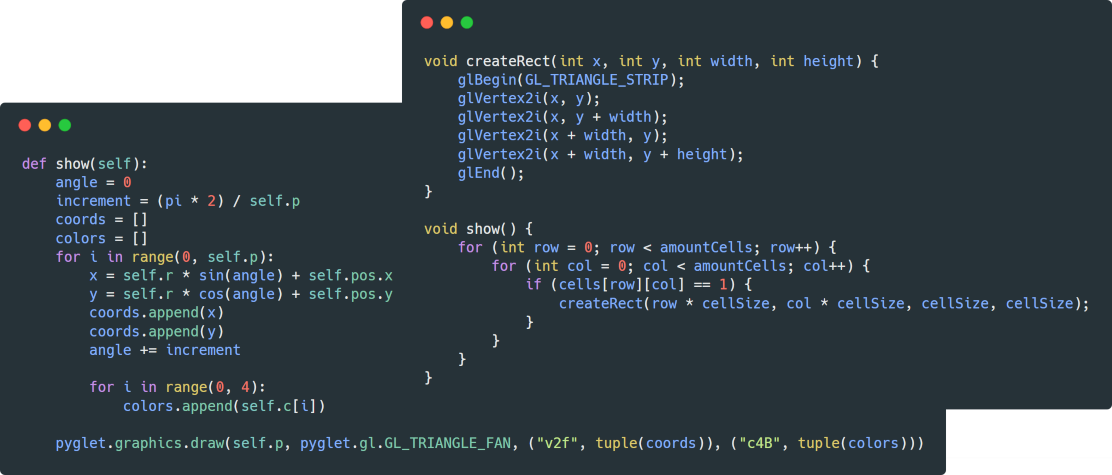 void createRect(int x, int y, int width, int height) {
    glBegin(GL_TRIANGLE_STRIP);
    glVertex2i(x, y);
    glVertex2i(x, y + width);
    glVertex2i(x + width, y);
    glVertex2i(x + width, y + height);
    glEnd();
}

void show() {
    for (int row = 0; row < amountCells; row++) {
        for (int col = 0; col < amountCells; col++) {
            if (cells[row][col] == 1) {
                createRect(row * cellSize, col * cellSize, cellSize, cellSize);
            }
        }
    }
}

def show(self):
    angle = 0
    increment = (pi * 2) / self.p
    coords = []
    colors = []
    for i in range(0, self.p):
        x = self.r * sin(angle) + self.pos.x
        y = self.r * cos(angle) + self.pos.y
        coords.append(x)
        coords.append(y)
        angle += increment

        for i in range(0, 4):
            colors.append(self.c[i])

    pyglet.graphics.draw(self.p, pyglet.gl.GL_TRIANGLE_FAN, ("v2f", tuple(coords)), ("c4B", tuple(colors)))